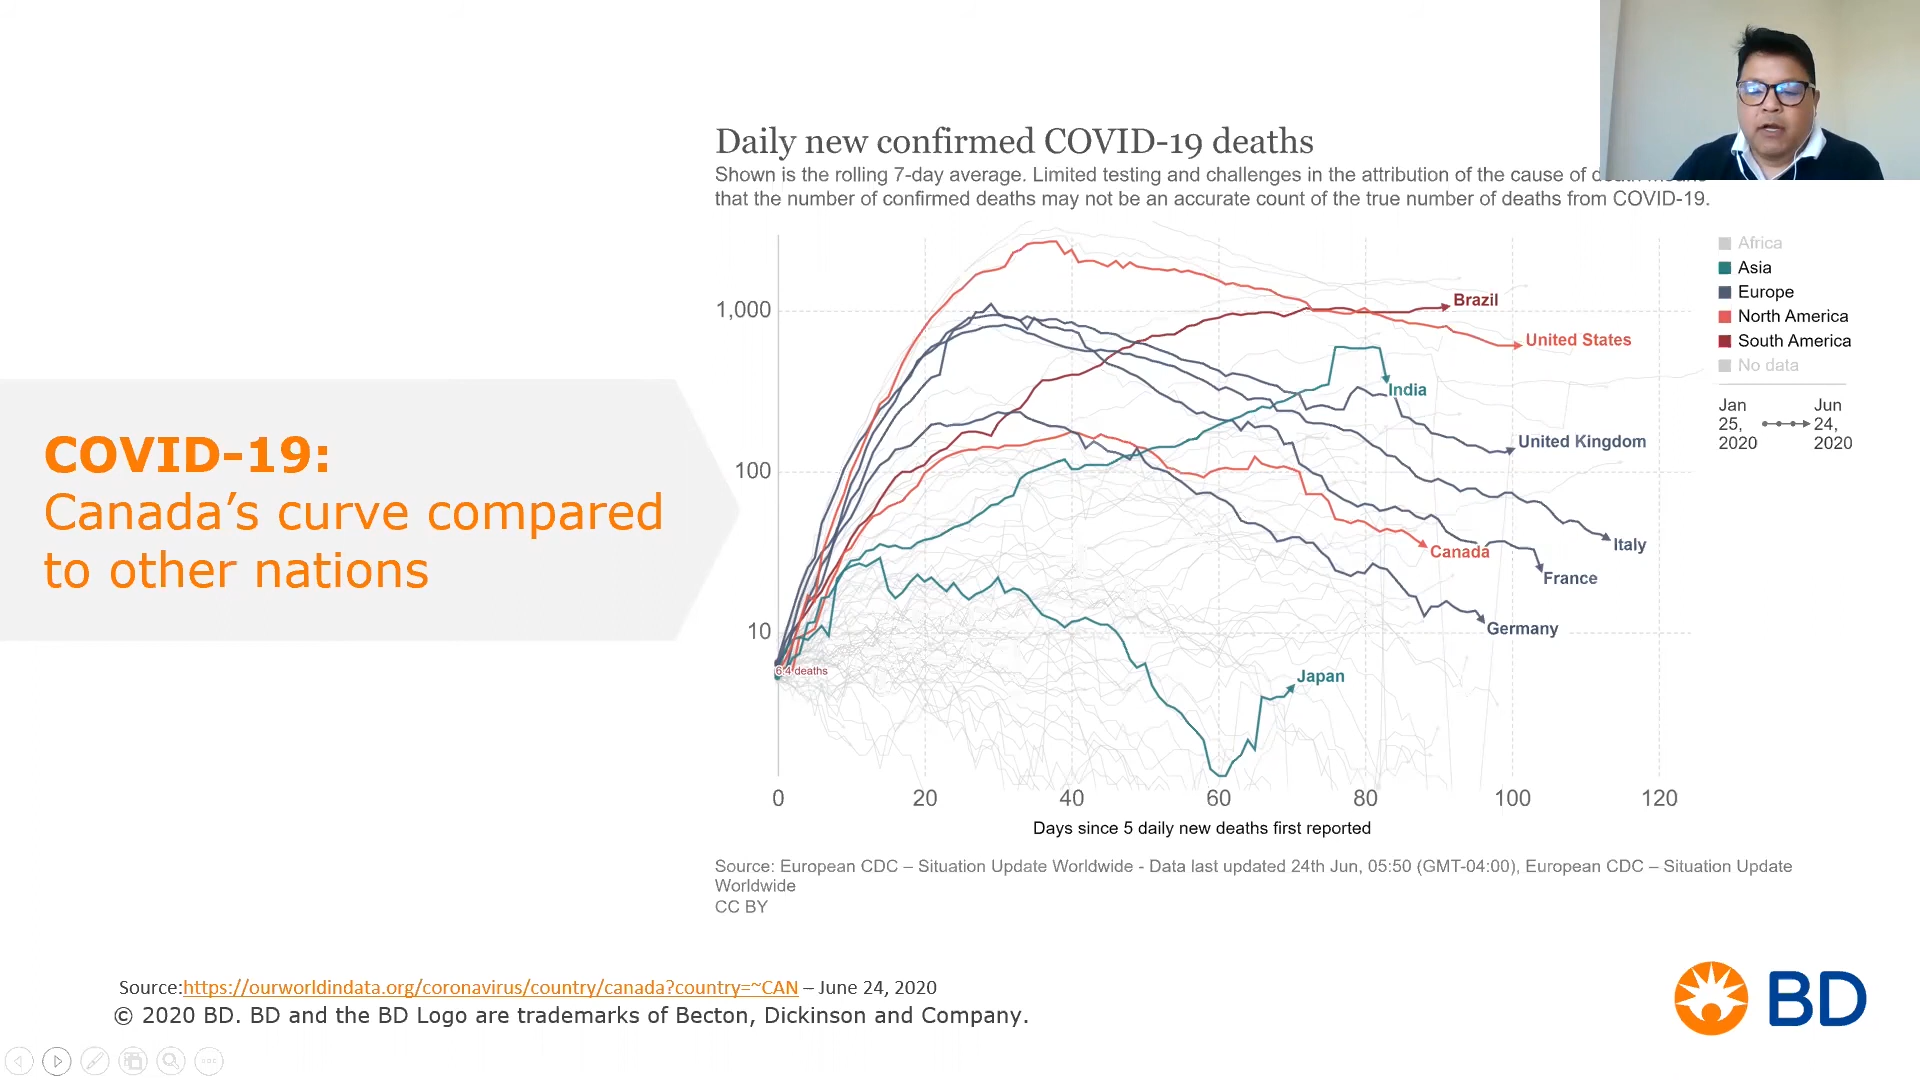 Daily new confirmed COVID-19 deaths
Shown is the rolling 7-day average. Limited testing and challenges in the attribution of the cause of death means
that the number of confirmed deaths may not be an accurate count of the true number of deaths from COVID-19.
COVID-19:
Canada’s curve compared
to other nations
1,000
100
10
6.4 deaths
Brazil
United States
India
United Kingdom
Italy
Canada
France
Germany
Japan
0 20 40 60 80 100 120
Days since 5 daily new deaths first reported
Africa
Asia
Europe
North America
South America
No data
Jan 25, 2020
Jun 24, 2020
Source: European CDC – Situation Update Worldwide - Data last updated 24th Jun, 05:50 (GMT-04:00), European CDC – Situation Update
Worldwide
CC BY
Source:https://ourworldindata.org/coronavirus/country/canada?country=~CAN – June 24, 2020
© 2020 BD. BD and the BD Logo are trademarks of Becton, Dickinson and Company.
BD